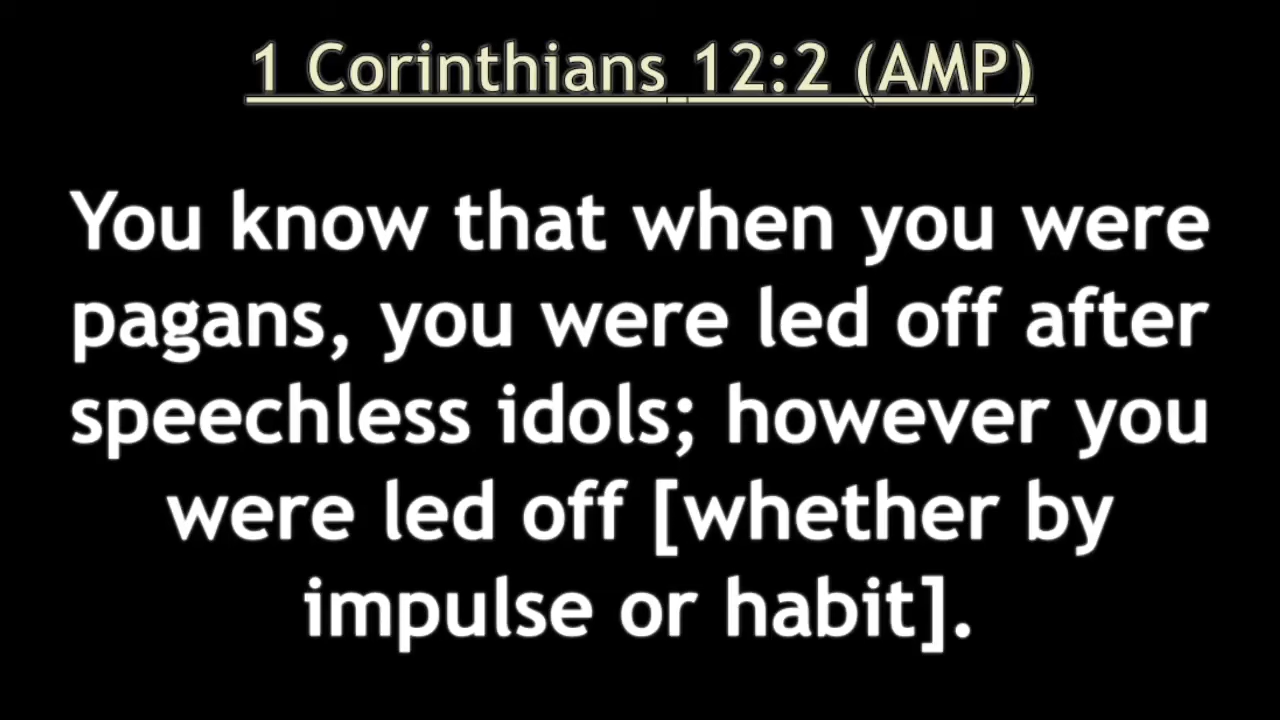 1 Corinthians 12:2 (AMP)
You know that when you were
pagans, you were led off after
speechless idols; however you
were led off [whether by
impulse or habit].